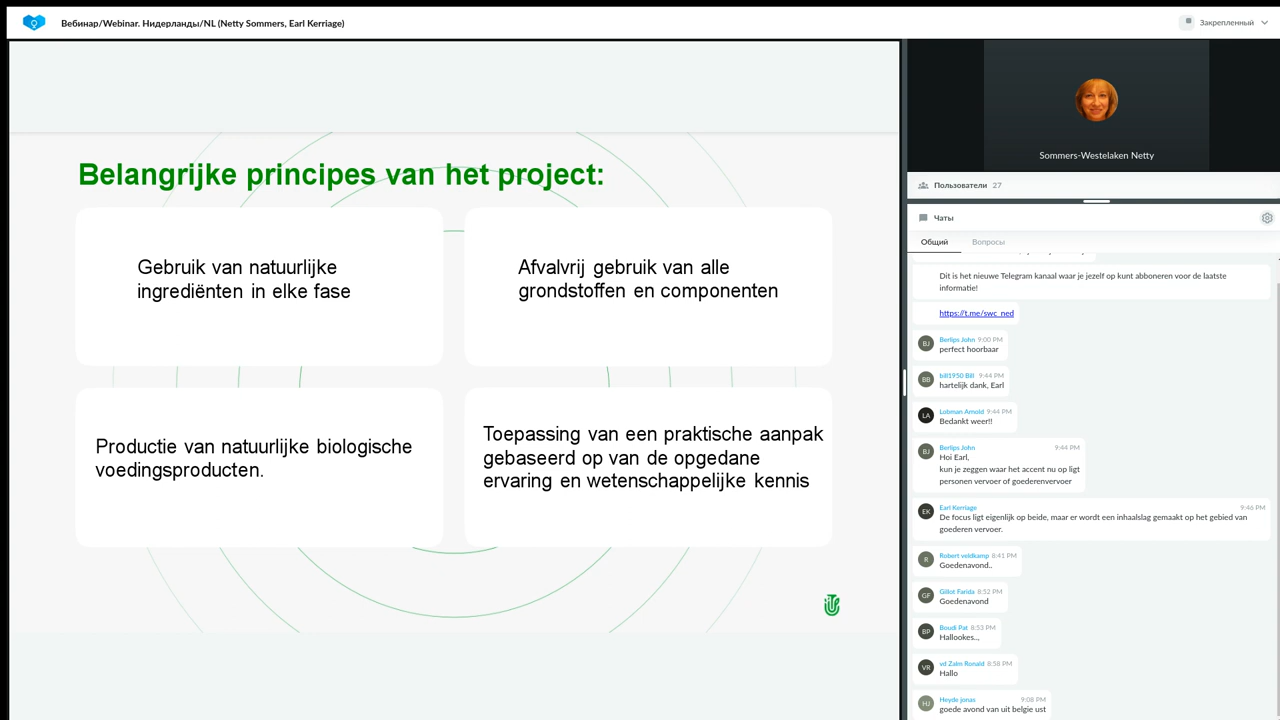 Вебинар/Webinar. Нидерланды/NL (Netty Sommers, Earl Kerriage)
Закрепленный
Belangrijke principes van het project:
Gebruik van natuurlijke
ingrediënten in elke fase
Afvalvrij gebruik van alle
grondstoffen en componenten
Productie van natuurlijke biologische
voedingsproducten.
Toepassing van een praktische aanpak
gebaseerd op van de opgedane
ervaring en wetenschappelijke kennis
Sommers-Westelaken Netty
Пользователи 27
Чаты
Общий Вопросы
Dit is het nieuwe Telegram kanaal waar je jezelf op kunt abboneren voor de laatste
informatie!
https://t.me/swc_ned
BJ Berlips John 9:00 PM
perfect hoorbaar
BB bill1950 Bill 9:44 PM
hartelijk dank, Earl
LA Lobman Arnold 9:44 PM
Bedankt weer!!
BJ Berlips John 9:44 PM
Hoi Earl,
kun je zeggen waar het accent nu op ligt
personen vervoer of goederenvervoer
EK Earl Kerriage 9:46 PM
De focus ligt eigenlijk op beide, maar er wordt een inhaalslag gemaakt op het gebied van
goederen vervoer.
R Robert veldkamp 8:41 PM
Goedenavond..
GF Gillot Farida 8:52 PM
Goedenavond
BP Boudi Pat 8:53 PM
Hallookes..,
VR vd Zalm Ronald 8:58 PM
Hallo
HJ Heyde jonas 9:08 PM
goede avond van uit belgie ust